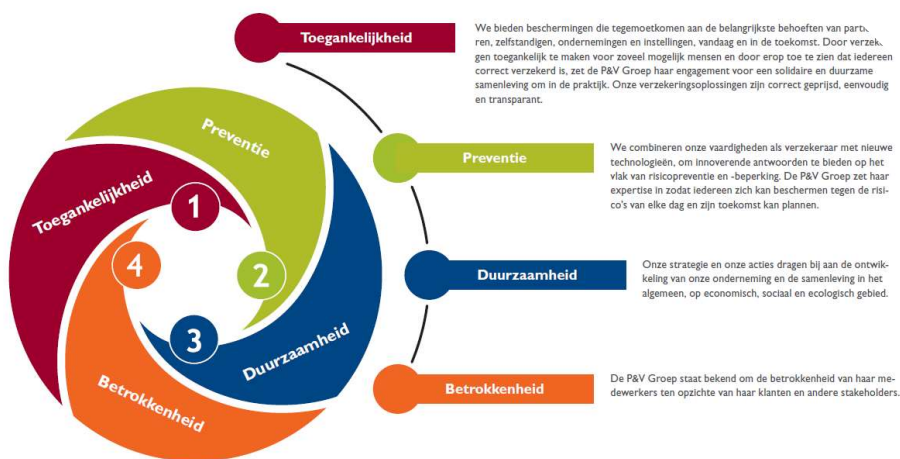 Toegankelijkheid
We bieden beschermingen die tegemoetkomen aan de belangrijkste behoeften van
ren, zelfstandigen, ondernemingen en instellingen, vandaag en in de toekomst. Door
gen toegankelijk te maken voor zoveel mogelijk mensen en door erop toe te zien dat iedereen
correct verzekerd is, zet de P&V Groep haar engagement voor een solidaire en duurzame
samenleving om in de praktijk. Onze verzekeringsoplossingen zijn correct geprijsd, eenvoudig
en transparant.
Preventie
We combineren onze vaardigheden als verzekeraar met nieuwe
technologieën, om innoverende antwoorden te bieden op het
vlak van risicopreventie en -beperking. De P&V Groep zet haar
expertise in zodat iedereen zich kan beschermen tegen de risi-
co's van elke dag en zijn toekomst kan plannen.
Duurzaamheid
Onze strategie en onze acties dragen bij aan de ontwik-
keling van onze onderneming en de samenleving in het
algemeen, op economisch, sociaal en ecologisch gebied.
Betrokkenheid
De P&V Groep staat bekend om de betrokkenheid van haar me-
dewerkers ten opzichte van haar klanten en andere stakeholders.
Toegankelijkheid
1
Preventie
2
Duurzaamheid
3
Betrokkenheid
4